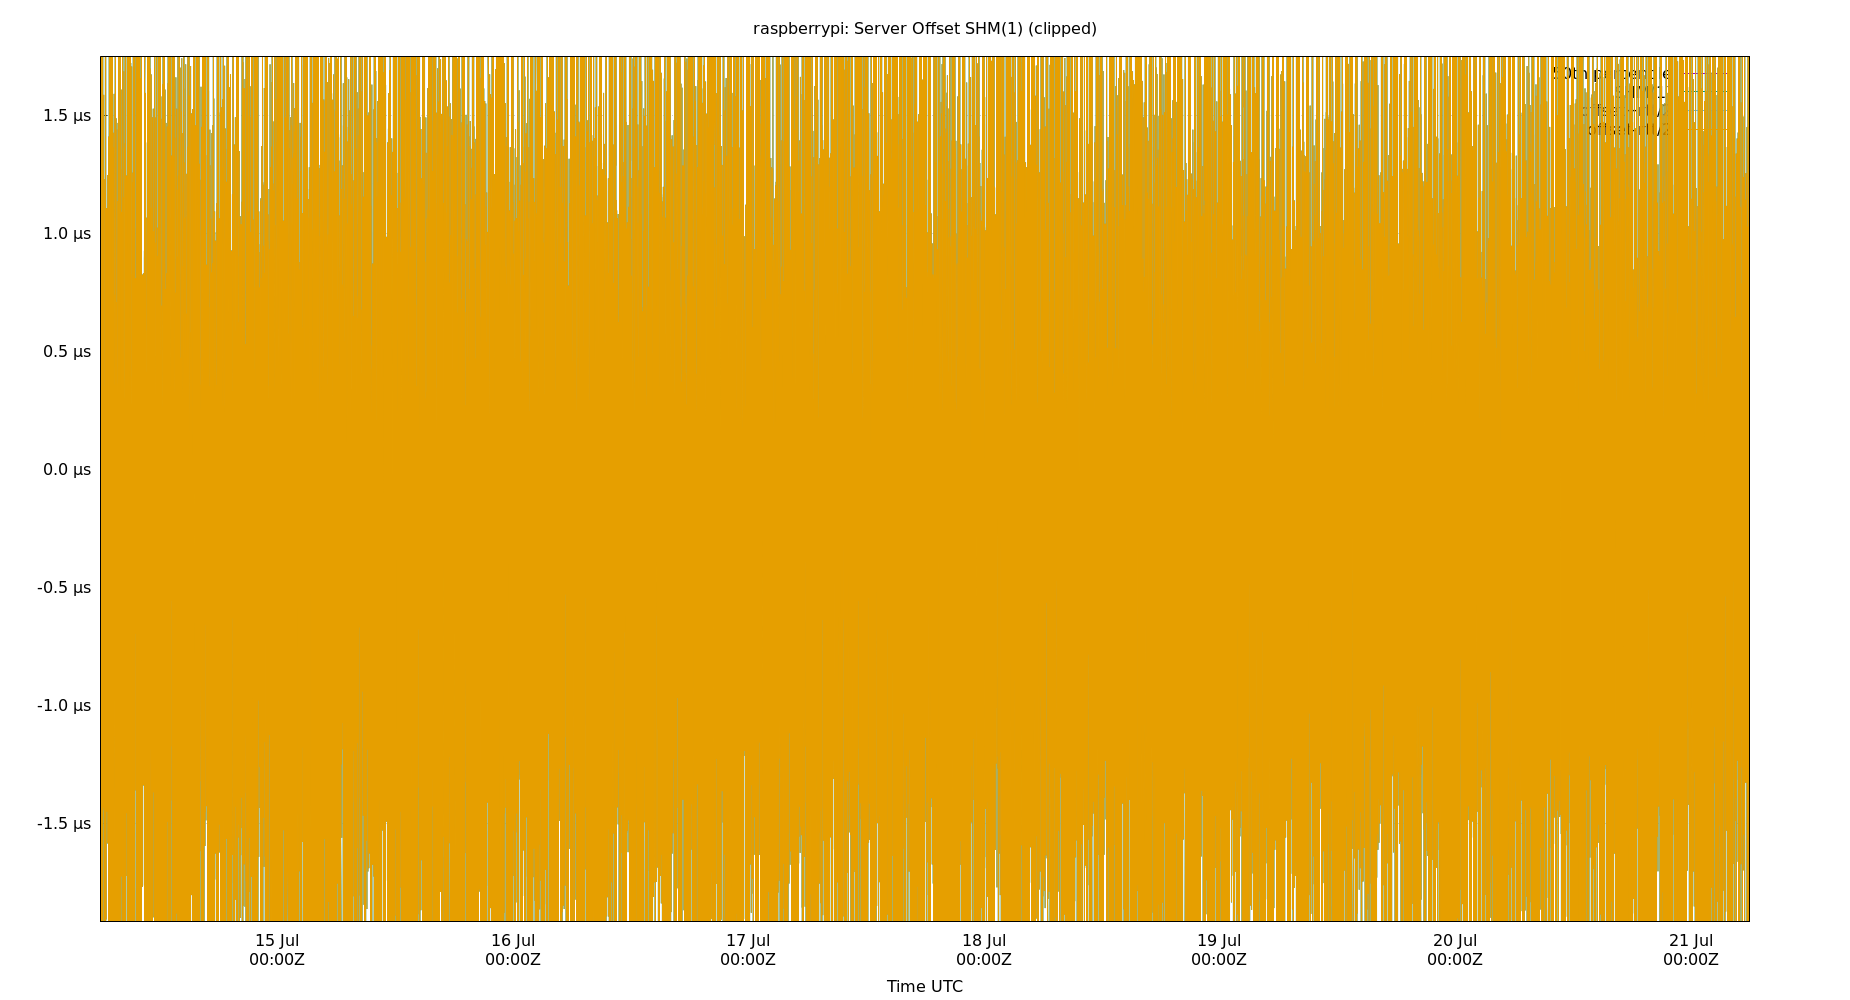 raspberrypi: Server Offset SHM(1) (clipped)
1.5 µs
1.0 µs
0.5 µs
0.0 µs
-0.5 µs
-1.0 µs
-1.5 µs
50th
15 Jul 16 Jul 17 Jul 18 Jul 19 Jul 20 Jul 21 Jul
00:00Z 00:00Z 00:00Z 00:00Z 00:00Z 00:00Z 00:00Z
Time UTC